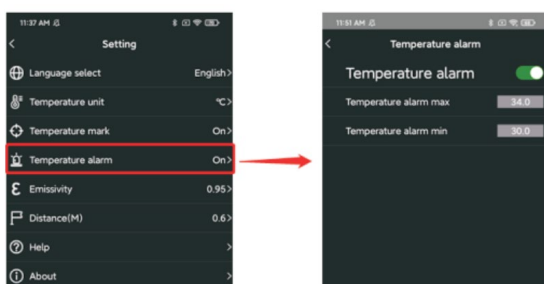 11:37 AM
Setting
Language select English
Temperature unit °C
Temperature mark On
Temperature alarm On
Emissivity 0.95
Distance(M) 0.6
Help
About
11:51 AM
Temperature alarm
Temperature alarm
Temperature alarm max 34.0
Temperature alarm min 30.0